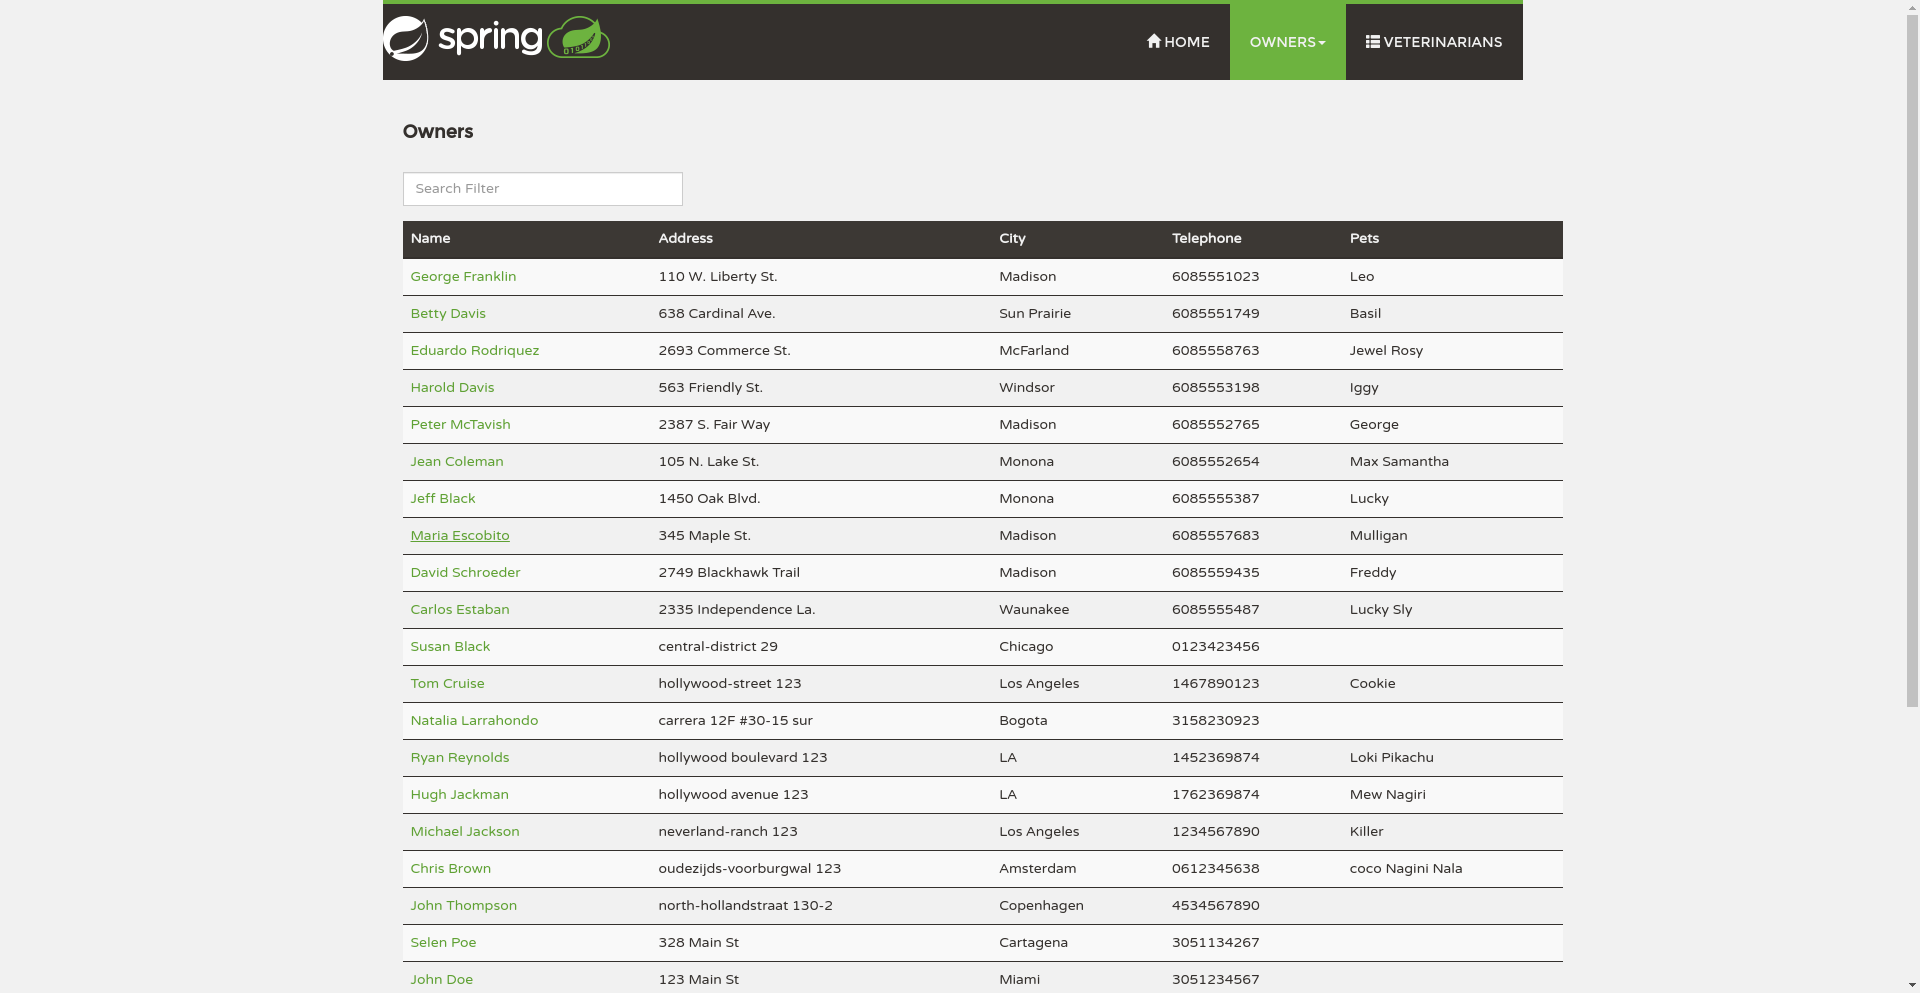 spring
HOME OWNERS VETERINARIANS
Owners
Search Filter
Name Address City Telephone Pets
George Franklin 110 W. Liberty St. Madison 6085551023 Leo
Betty Davis 638 Cardinal Ave. Sun Prairie 6085551749 Basil
Eduardo Rodriquez 2693 Commerce St. McFarland 6085558763 Jewel Rosy
Harold Davis 563 Friendly St. Windsor 6085553198 Iggy
Peter McTavish 2387 S. Fair Way Madison 6085552765 George
Jean Coleman 105 N. Lake St. Monona 6085552654 Max Samantha
Jeff Black 1450 Oak Blvd. Monona 6085555387 Lucky
Maria Escobito 345 Maple St. Madison 6085557683 Mulligan
David Schroeder 2749 Blackhawk Trail Madison 6085559435 Freddy
Carlos Estaban 2335 Independence La. Waunakee 6085555487 Lucky Sly
Susan Black central-district 29 Chicago 0123423456
Tom Cruise hollywood-street 123 Los Angeles 1467890123 Cookie
Natalia Larrahondo carrera 12F #30-15 sur Bogota 3158230923
Ryan Reynolds hollywood boulevard 123 LA 1452369874 Loki Pikachu
Hugh Jackman hollywood avenue 123 LA 1762369874 Mew Nagiri
Michael Jackson neverland-ranch 123 Los Angeles 1234567890 Killer
Chris Brown oudezijds-voorburgwal 123 Amsterdam 0612345638 coco Nagini Nala
John Thompson north-hollandstraat 130-2 Copenhagen 4534567890
Selen Poe 328 Main St Cartagena 3051134267
John Doe 123 Main St Miami 3051234567